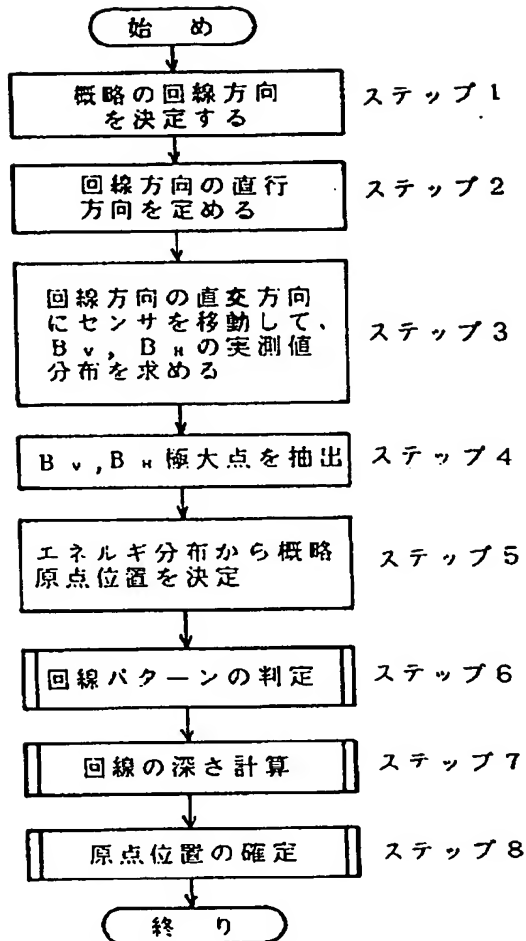 始め
概略の回線方向
を決定する
ステップ1
回線方向の直行
方向を定める
ステップ2
回線方向の直交方向
にセンサを移動して、
Bv, BHの実測値
分布を求める
ステップ3
Bv,BH極大点を抽出
ステップ4
エネルギ分布から概略
原点位置を決定
ステップ5
回線パターンの判定
ステップ6
回線の深さ計算
ステップ7
原点位置の確定
ステップ8
終り